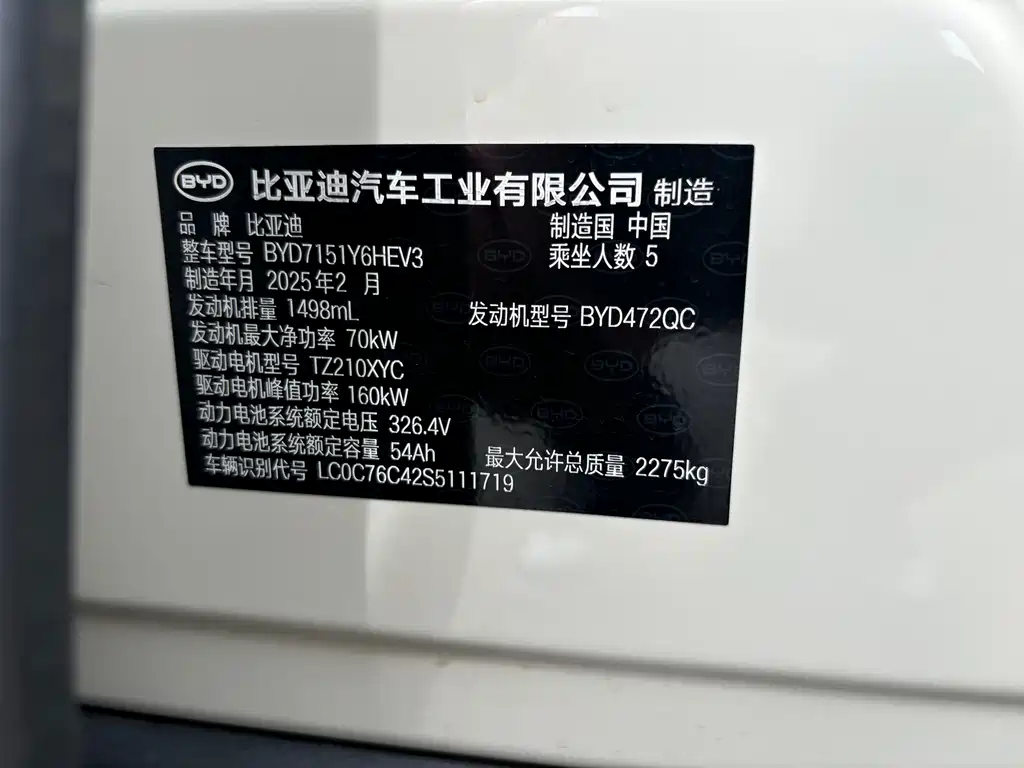 BYD 比亚迪汽车工业有限公司 制造
品 牌 比亚迪 制造国 中国
整车型号 BYD7151Y6HEV3 乘坐人数 5
制造年月 2025年2 月
发动机排量 1498mL 发动机型号 BYD472QC
发动机最大净功率 70kW
驱动电机型号 TZ210XYC
驱动电机峰值功率 160kW
动力电池系统额定电压 326.4V
动力电池系统额定容量 54Ah 最大允许总质量 2275kg
车辆识别代号 LC0C76C42S5111719